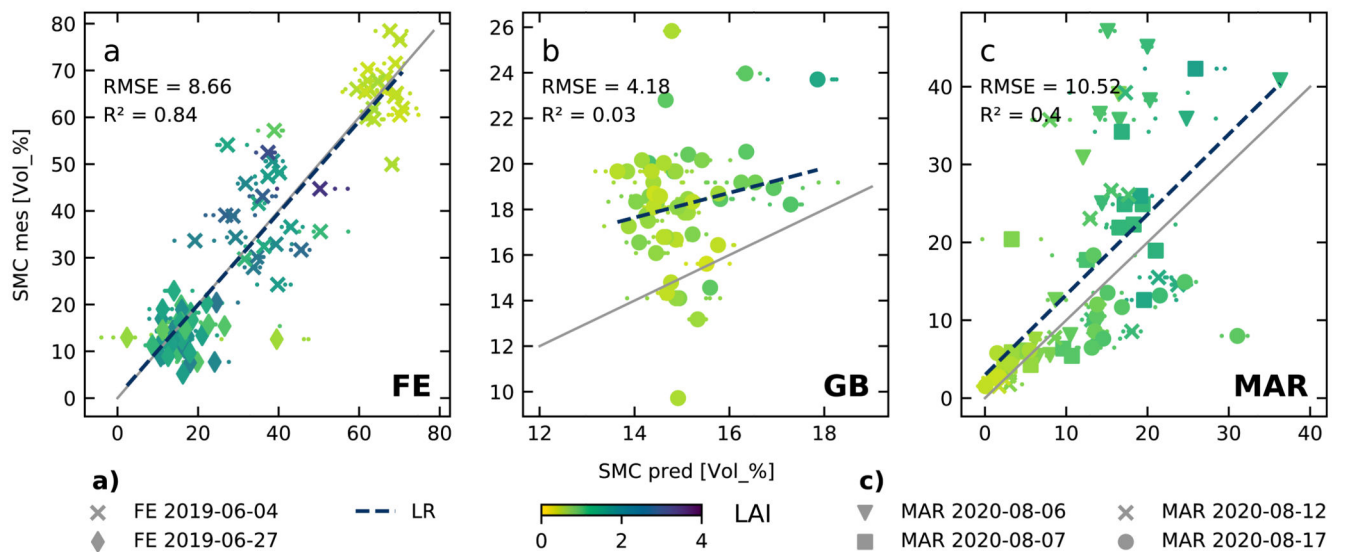 a
RMSE = 8.66
R² = 0.84
FE
SMC mes [Vol_%]
0 10 20 30 40 50 60 70 80
0 20 40 60 80
b
RMSE = 4.18
R² = 0.03
GB
10 12 14 16 18 20 22 24 26
12 14 16 18
SMC pred [Vol_%]
c
RMSE = 10.52
R² = 0.4
MAR
0 10 20 30 40
0 10 20 30 40
a)
FE 2019-06-04
FE 2019-06-27
LR
0 2 4
LAI
c)
MAR 2020-08-06
MAR 2020-08-07
MAR 2020-08-12
MAR 2020-08-17